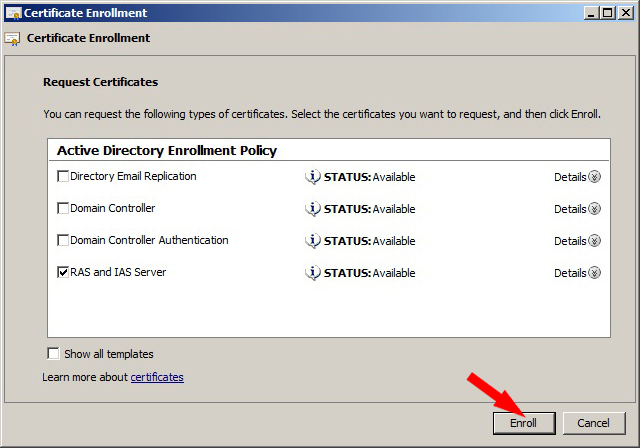 Certificate Enrollment
Certificate Enrollment
Request Certificates
You can request the following types of certificates. Select the certificates you want to request, and then click Enroll.
Active Directory Enrollment Policy
Directory Email Replication STATUS: Available Details
Domain Controller STATUS: Available Details
Domain Controller Authentication STATUS: Available Details
RAS and IAS Server STATUS: Available Details
Show all templates
Learn more about certificates
Enroll Cancel